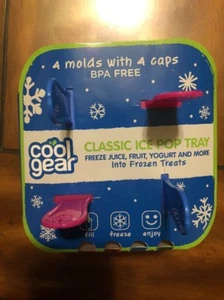 4 molds with 4 caps
BPA FREE
cool
gear
CLASSIC ICE POP TRAY
FREEZE JUICE, FRUIT, YOGURT AND MORE
Into Frozen Treats
fill freeze enjoy